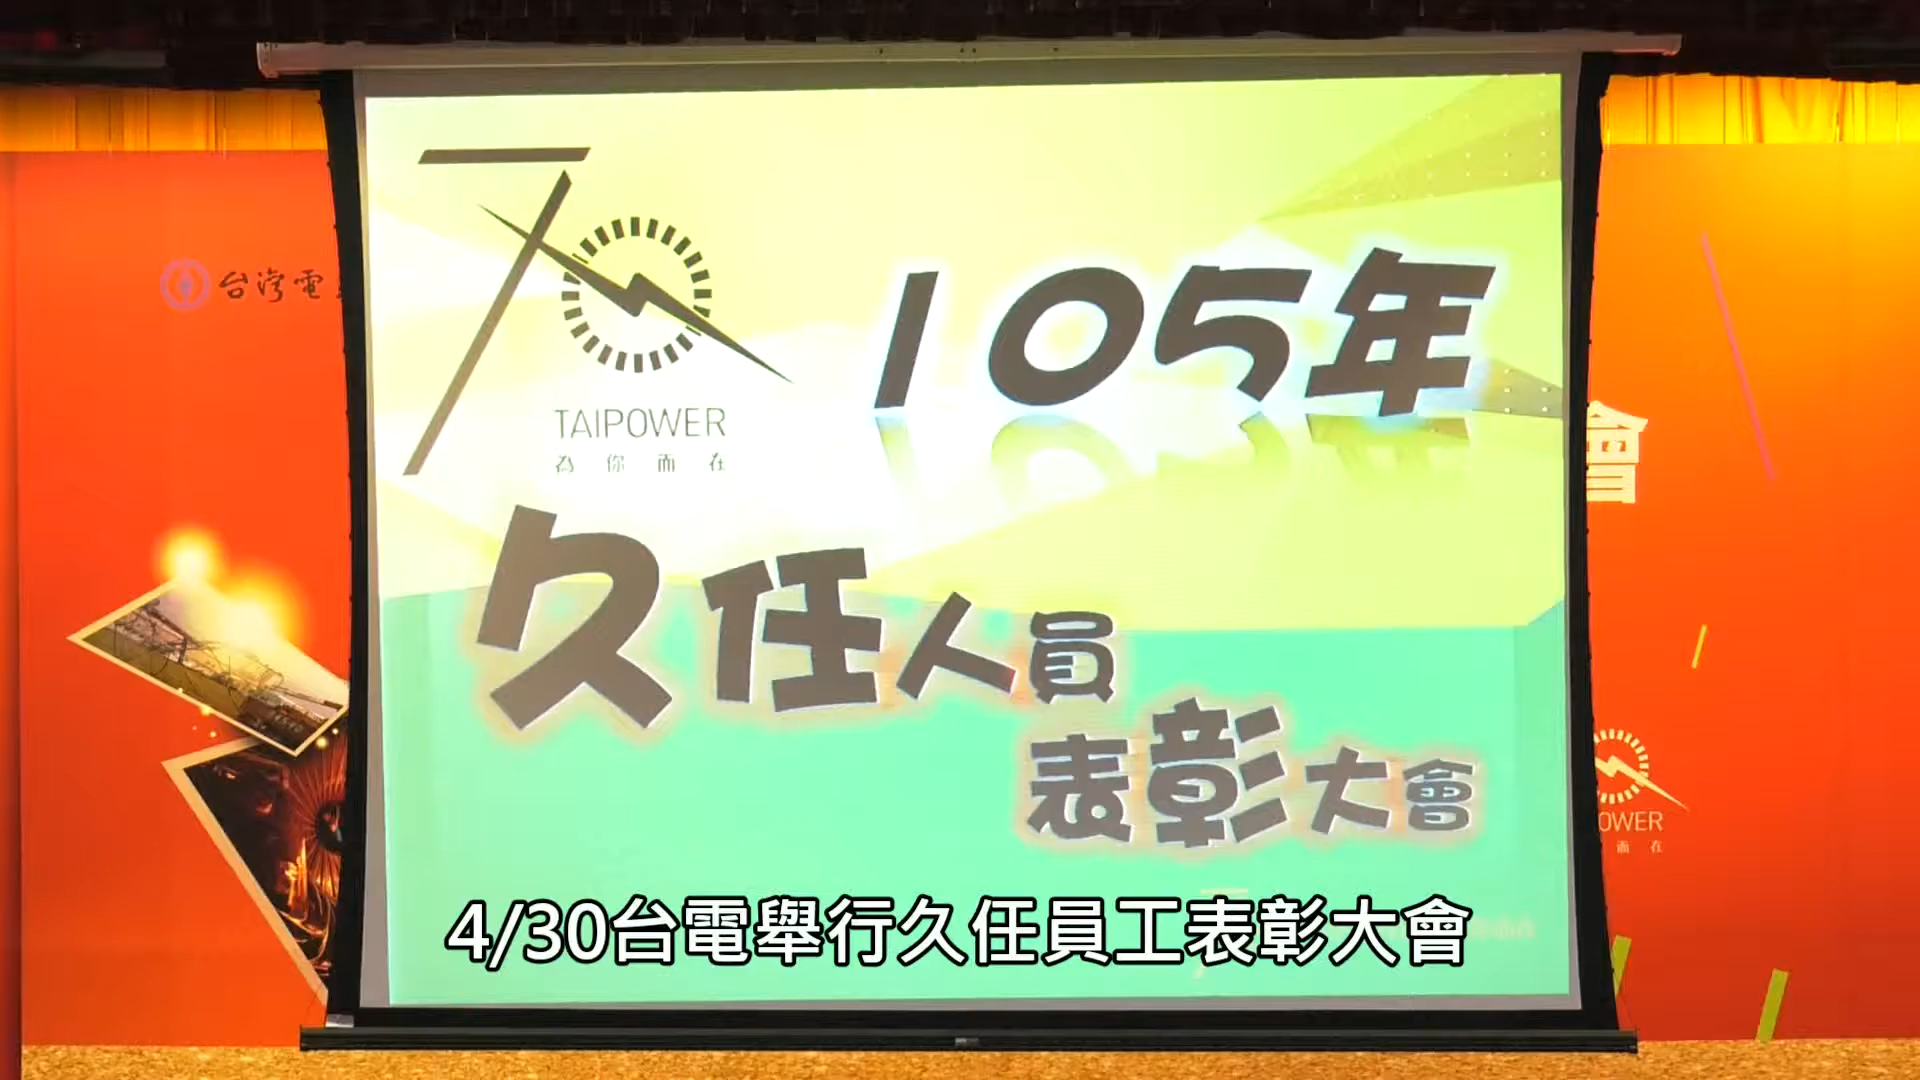 70
105年
TAIPOWER
為你而在
台灣電
會
久任人員
表彰大會
OWER
而在
4/30台電舉行久任員工表彰大會